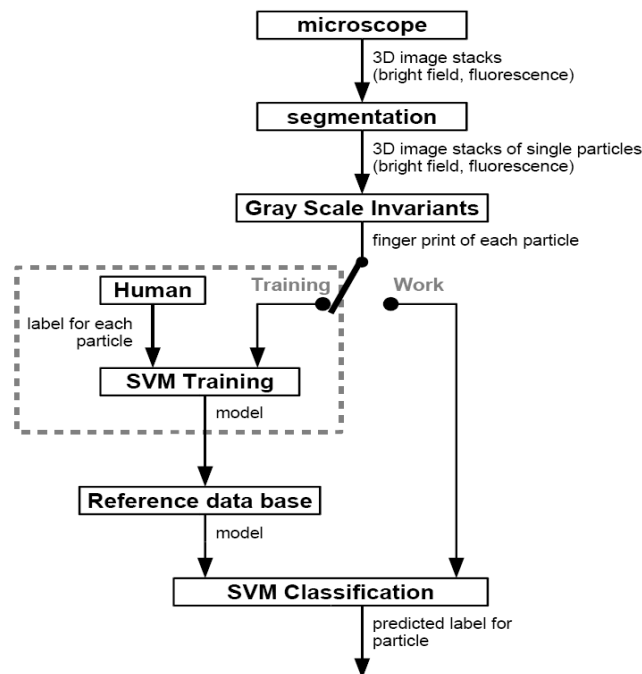 microscope
3D image stacks
(bright field, fluorescence)
segmentation
3D image stacks of single particles
(bright field, fluorescence)
Gray Scale Invariants
finger print of each particle
Training
Work
Human
label for each
particle
SVM Training
model
Reference data base
model
SVM Classification
predicted label for
particle